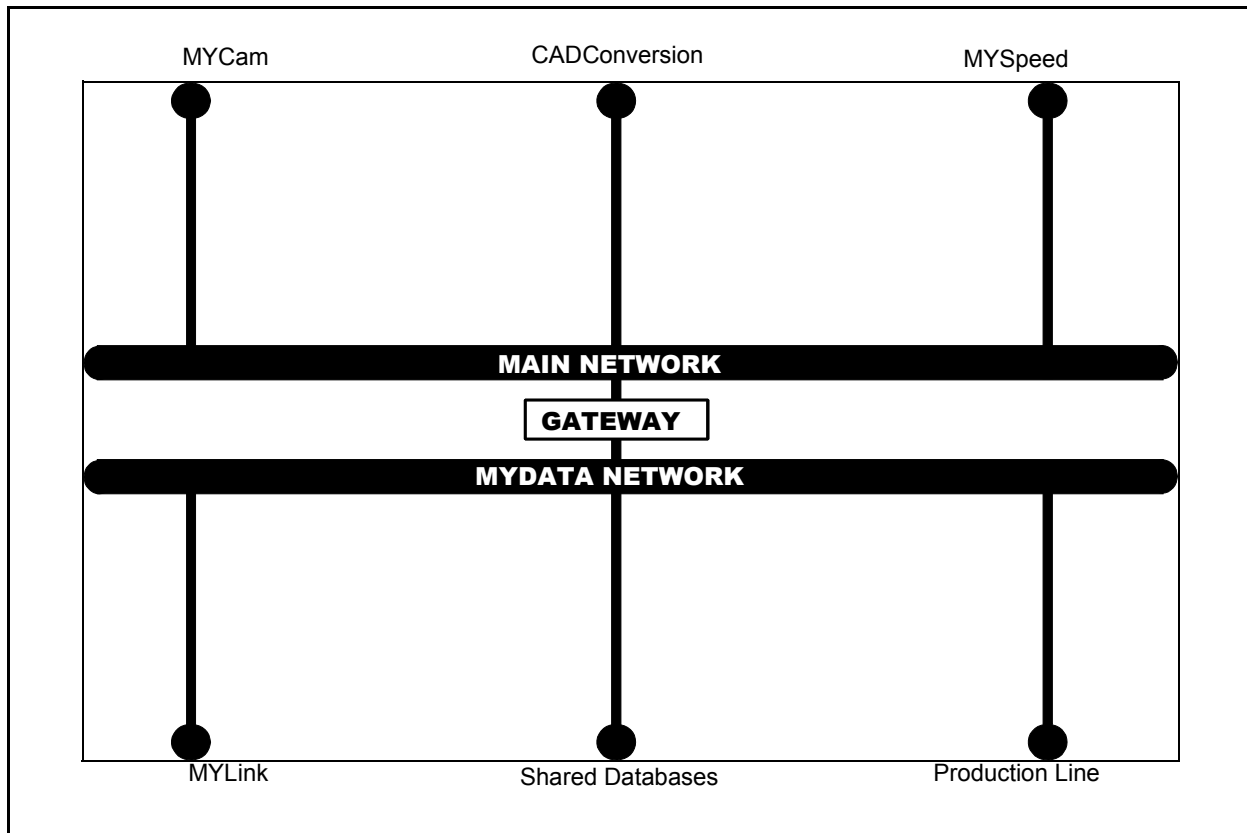 MYCam
CADConversion
MYSpeed
MAIN NETWORK
GATEWAY
MYDATA NETWORK
MYLink
Shared Databases
Production Line